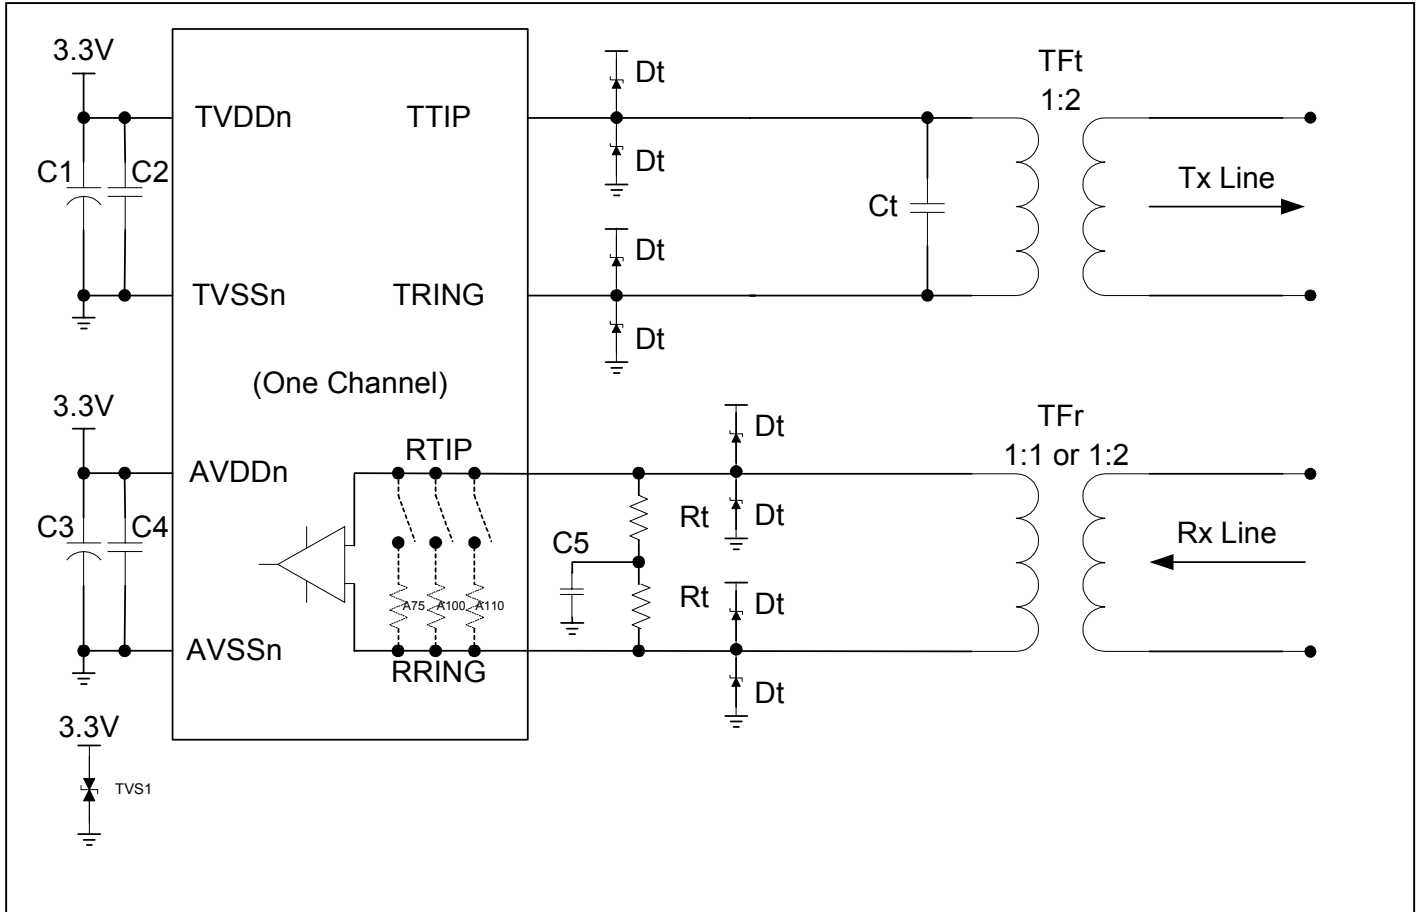 3.3V
TVDDn
TTIP
Dt
Dt
TFt
1:2
C1
C2
Ct
Tx Line
Dt
TVSSn
TRING
Dt
(One Channel)
3.3V
AVDDn
RTIP
Dt
TFr
1:1 or 1:2
C3
C4
C5
Rt
Dt
Rx Line
A75
A100
A110
Rt
Dt
AVSSn
RRING
Dt
3.3V
TVS1